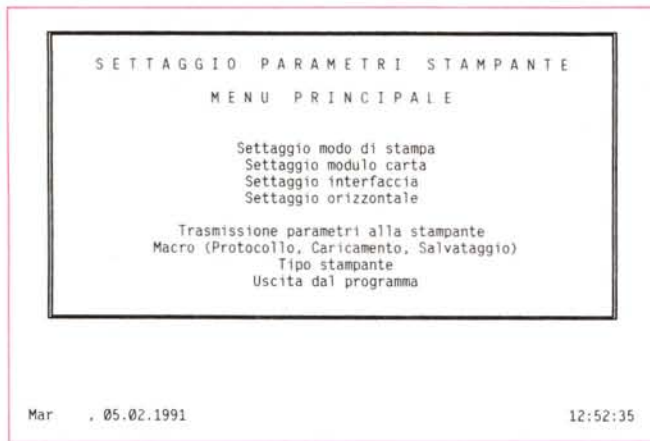 SETTAGGIO PARAMETRI STAMPANTE
MENU PRINCIPALE
Settaggio modo di stampa
Settaggio modulo carta
Settaggio interfaccia
Settaggio orizzontale
Trasmissione parametri alla stampante
Macro (Protocollo, Caricamento, Salvataggio)
Tipo stampante
Uscita dal programma
Mar . 05.02.1991 12:52:35